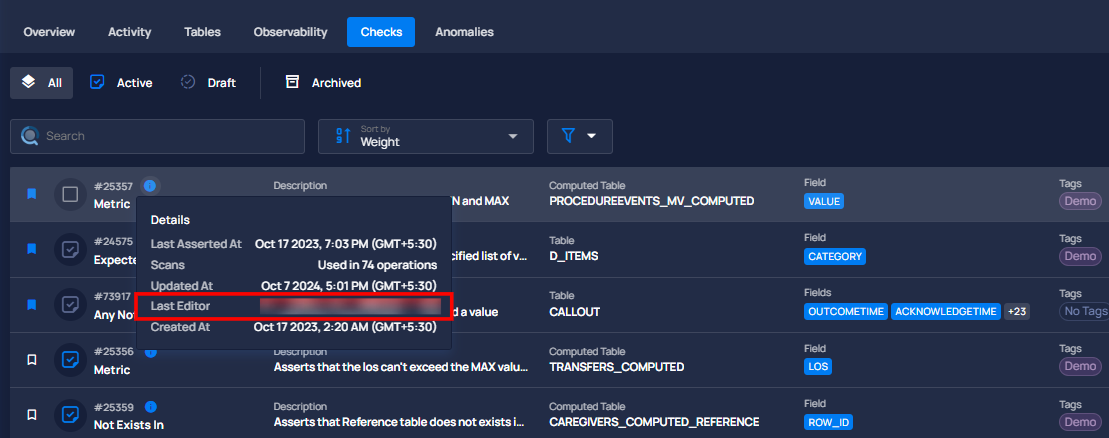 Overview Activity Tables Observability Checks Anomalies
All Active Draft Archived
Search Sort by Weight
#25357 Description Computed Table Field Tags
Metric N and MAX PROCEDUREEVENTS_MV_COMPUTED VALUE Demo
Details
Last Asserted At Oct 17 2023, 7:03 PM (GMT+5:30)
Scans Used in 74 operations
Updated At Oct 7 2024, 5:01 PM (GMT+5:30)
Last Editor
Created At Oct 17 2023, 2:20 AM (GMT+5:30)
#24575 Table Field Tags
Expecte cified list of v... D_ITEMS CATEGORY Demo
#73917 Table Fields Tags
Any No d a value CALLOUT OUTCOMETIME ACKNOWLEDGETIME +23 No Tags
#25356 Description Computed Table Field Tags
Metric Asserts that the los can't exceed the MAX valu... TRANSFERS_COMPUTED LOS Demo
#25359 Description Computed Table Field Tags
Not Exists In Asserts that Reference table does not exists i... CAREGIVERS_COMPUTED_REFERENCE ROW_ID Demo